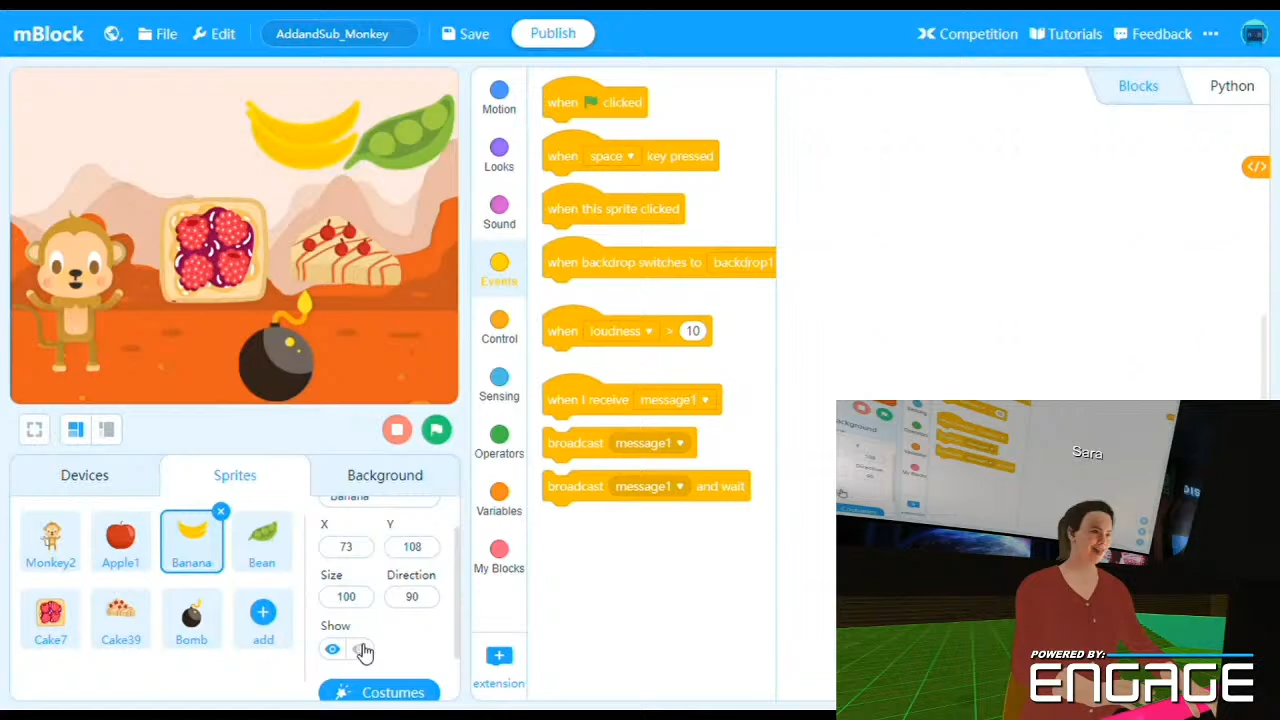 mBlock File Edit AddandSub_Monkey Save Publish Competition Tutorials Feedback
Blocks Python
Motion
Looks
Sound
Events
Control
Sensing
Operators
Variables
My Blocks
extension
when clicked
when space key pressed
when this sprite clicked
when backdrop switches to backdrop1
when loudness > 10
when I receive message1
broadcast message1
broadcast message1 and wait
Devices Sprites Background
Monkey2 Apple1 Banana Bean
Cake7 Cake39 Bomb add
Banana
X Y
73 108
Size Direction
100 90
Show
Costumes
Sara
POWERED BY:
ENGAGE